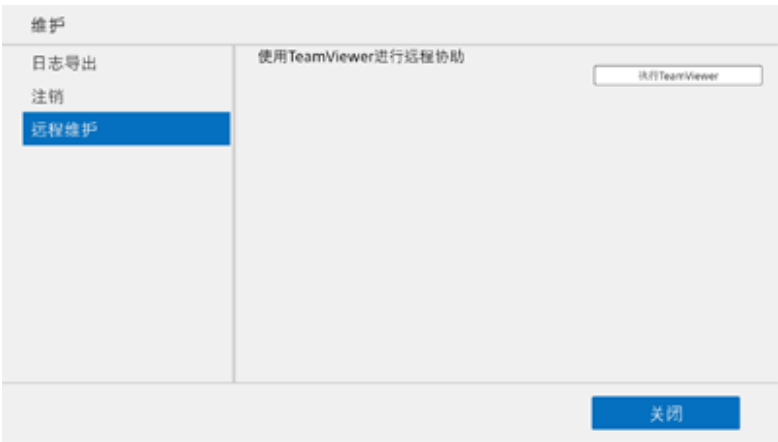 维护
日志导出
注销
远程维护
使用TeamViewer进行远程协助
执行TeamViewer
关闭